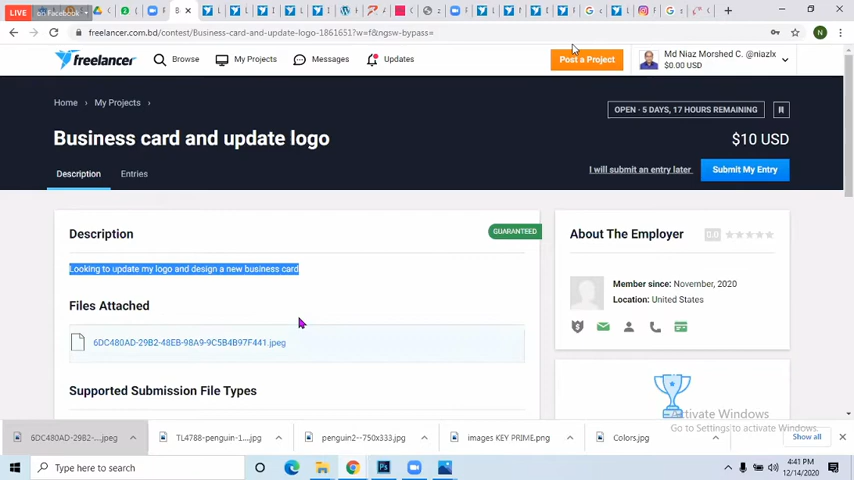 LIVE on Facebook
freelancer.com.bd/contest/Business-card-and-update-logo-1861651?w=f&ngsw-bypass=
freelancer Browse My Projects Messages Updates Post a Project Md Niaz Morshed C. @niazlx
$0.00 USD
Home > My Projects >
OPEN - 5 DAYS, 17 HOURS REMAINING
Business card and update logo
$10 USD
Description Entries
I will submit an entry later Submit My Entry
Description
GUARANTEED
Looking to update my logo and design a new business card
Files Attached
6DC480AD-29B2-48EB-98A9-9C5B4B97F441.jpeg
Supported Submission File Types
About The Employer 0.0
Member since: November, 2020
Location: United States
Activate Windows
Go to Settings to activate Windows.
6DC480AD-29B2-....jpeg TL4788-penguin-1....jpg penguin2--750x333.jpg images KEY PRIME.png Colors.jpg Show all
Type here to search
4:41 PM
12/14/2020